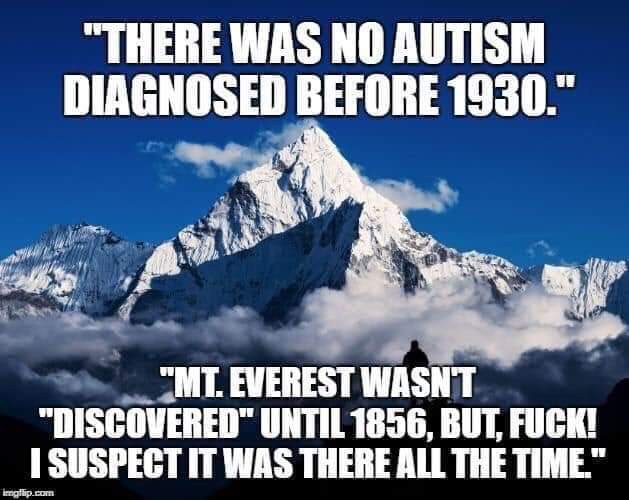 "THERE WAS NO AUTISM
DIAGNOSED BEFORE 1930."
"MT. EVEREST WASN'T
"DISCOVERED" UNTIL 1856, BUT, FUCK!
I SUSPECT IT WAS THERE ALL THE TIME."
imgflip.com